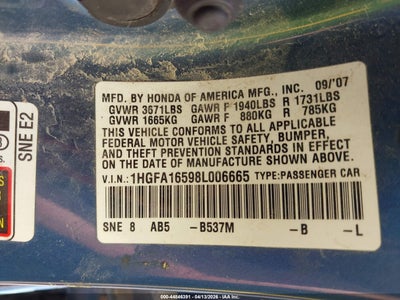 MFD. BY HONDA OF AMERICA MFG., INC. 09/'07
GVWR 3671LBS GAWR F 1940LBS R 1731LBS
GVWR 1665KG GAWR F 880KG R 785KG
THIS VEHICLE CONFORMS TO ALL APPLICABLE
FEDERAL MOTOR VEHICLE SAFETY, BUMPER,
AND THEFT PREVENTION STANDARDS IN EFFECT
ON THE DATE OF MANUFACTURE SHOWN ABOVE.
V.I.N.: 1HGFA16598L006665 TYPE: PASSENGER CAR
SNE 8 AB5 -B537M -B -L
SNE E2
000-44646391 - 04/13/2026 - IAA Inc.